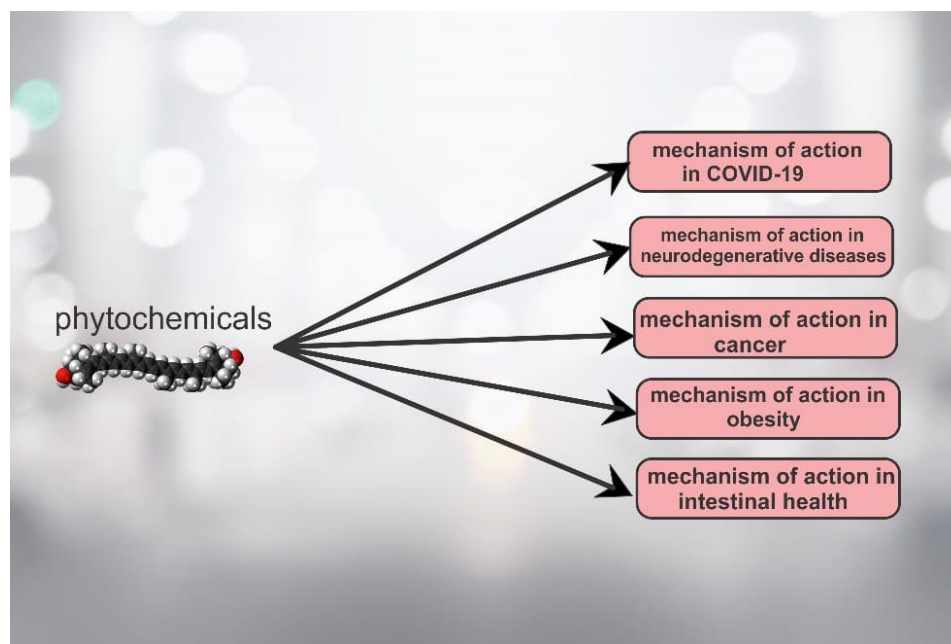 mechanism of action
in COVID-19
mechanism of action in
neurodegenerative diseases
phytochemicals
mechanism of action in
cancer
mechanism of action in
obesity
mechanism of action in
intestinal health